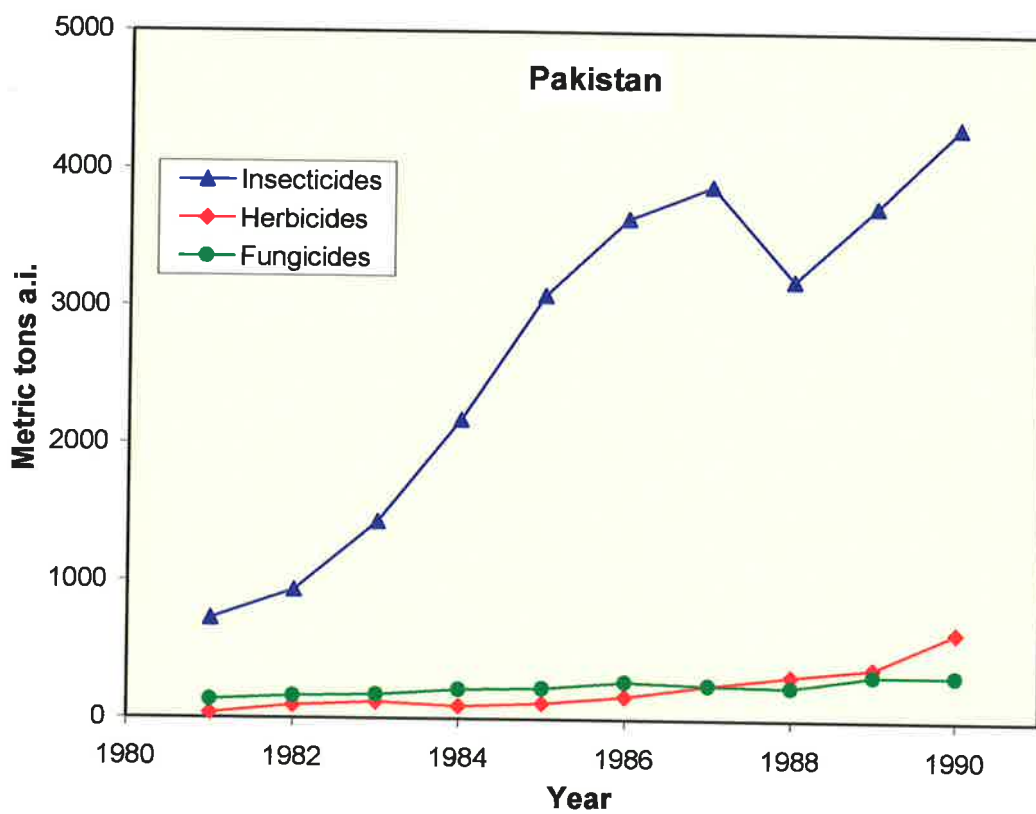 5000
4000
3000
2000
1000
0
Metric tons a.i.
Pakistan
Insecticides
Herbicides
Fungicides
1980 1982 1984 1986 1988 1990
Year